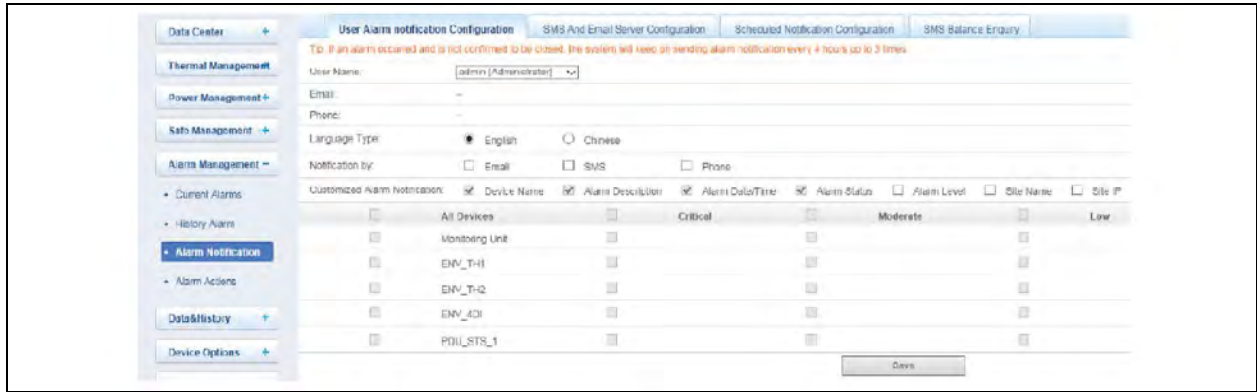 Data Center +
Thermal Management
Power Management +
Safe Management +
Alarm Management −
• Current Alarms
• History Alarm
• Alarm Notification
• Alarm Actions
Data&History +
Device Options +
User Alarm notification Configuration SMS And Email Server Configuration Scheduled Notification Configuration SMS Balance Enquiry
Tip: If an alarm occurred and is not confirmed to be closed, the system will keep on sending alarm notification every 4 hours up to 3 times
User Name: admin [Administrator]
Email: --
Phone: --
Language Type: English Chinese
Notification by: Email SMS Phone
Customized Alarm Notification: Device Name Alarm Description Alarm Date/Time Alarm Status Alarm Level Site Name Site IP
All Devices Critical Moderate Low
Monitoring Unit
ENV_TH1
ENV_TH2
ENV_4DI
PDU_STS_1
Save